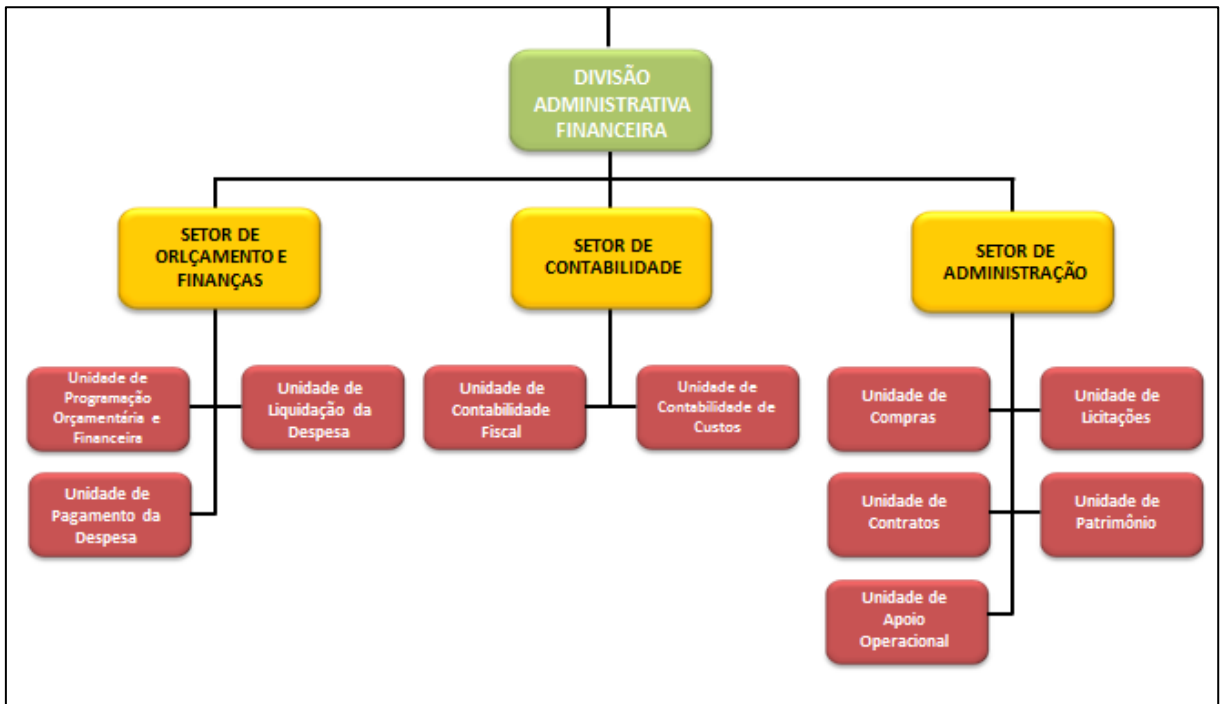 DIVISÃO
ADMINISTRATIVA
FINANCEIRA
SETOR DE
ORLÇAMENTO E
FINANÇAS
SETOR DE
CONTABILIDADE
SETOR DE
ADMINISTRAÇÃO
Unidade de
Programação
Orçamentária e
Financeira
Unidade de
Liquidação da
Despesa
Unidade de
Contabilidade
Fiscal
Unidade de
Contabilidade de
Custos
Unidade de
Compras
Unidade de
Licitações
Unidade de
Pagamento da
Despesa
Unidade de
Contratos
Unidade de
Patrimônio
Unidade de
Apoio
Operacional